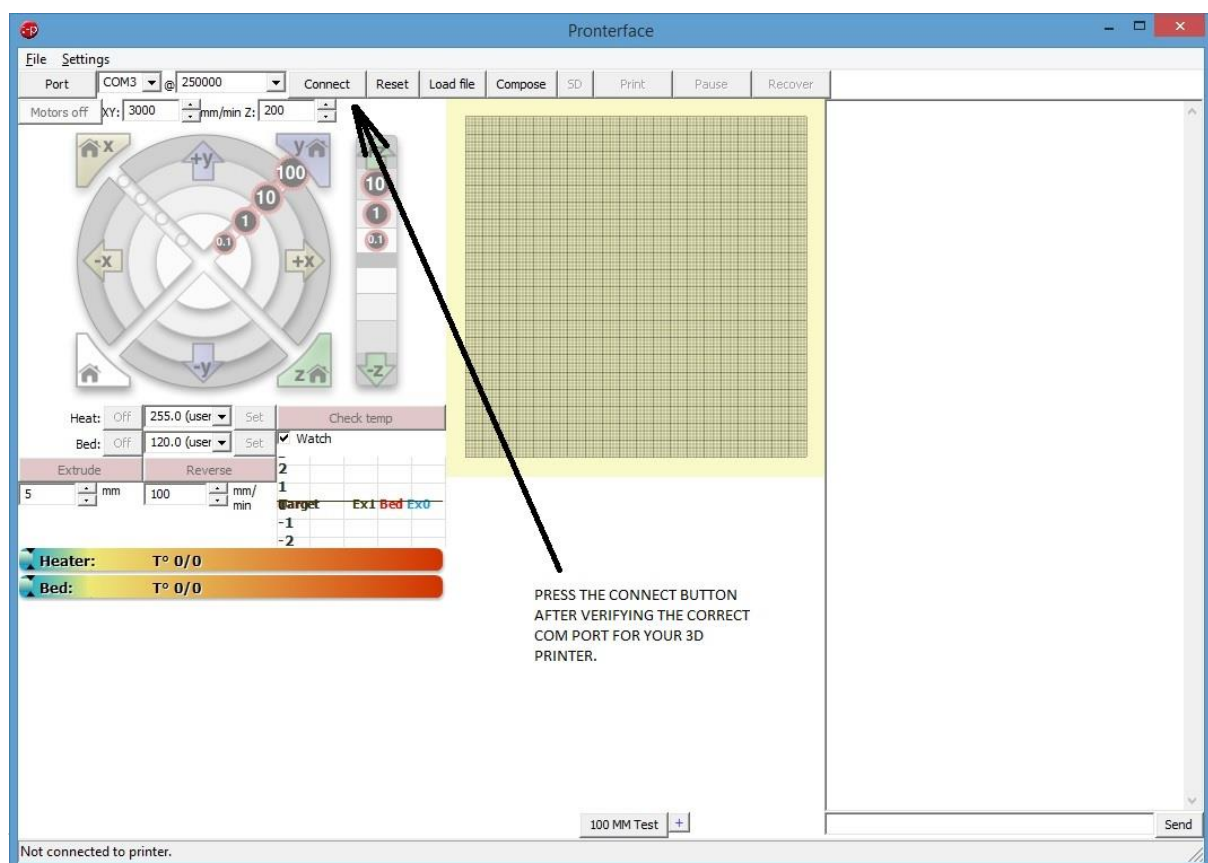 Pronterface
File Settings
Port COM3 @ 250000 Connect Reset Load file Compose SD Print Pause Recover
Motors off XY: 3000 mm/min Z: 200
x +y y
100
10
1
0.1
10
1
0.1
-x +x
-y z -z
Heat: Off 255.0 (user Set Check temp
Bed: Off 120.0 (user Set Watch
Extrude Reverse
5 mm 100 mm/
min
2
1
Target Ex1 Bed Ex0
-1
-2
Heater: T° 0/0
Bed: T° 0/0
PRESS THE CONNECT BUTTON
AFTER VERIFYING THE CORRECT
COM PORT FOR YOUR 3D
PRINTER.
100 MM Test +
Send
Not connected to printer.